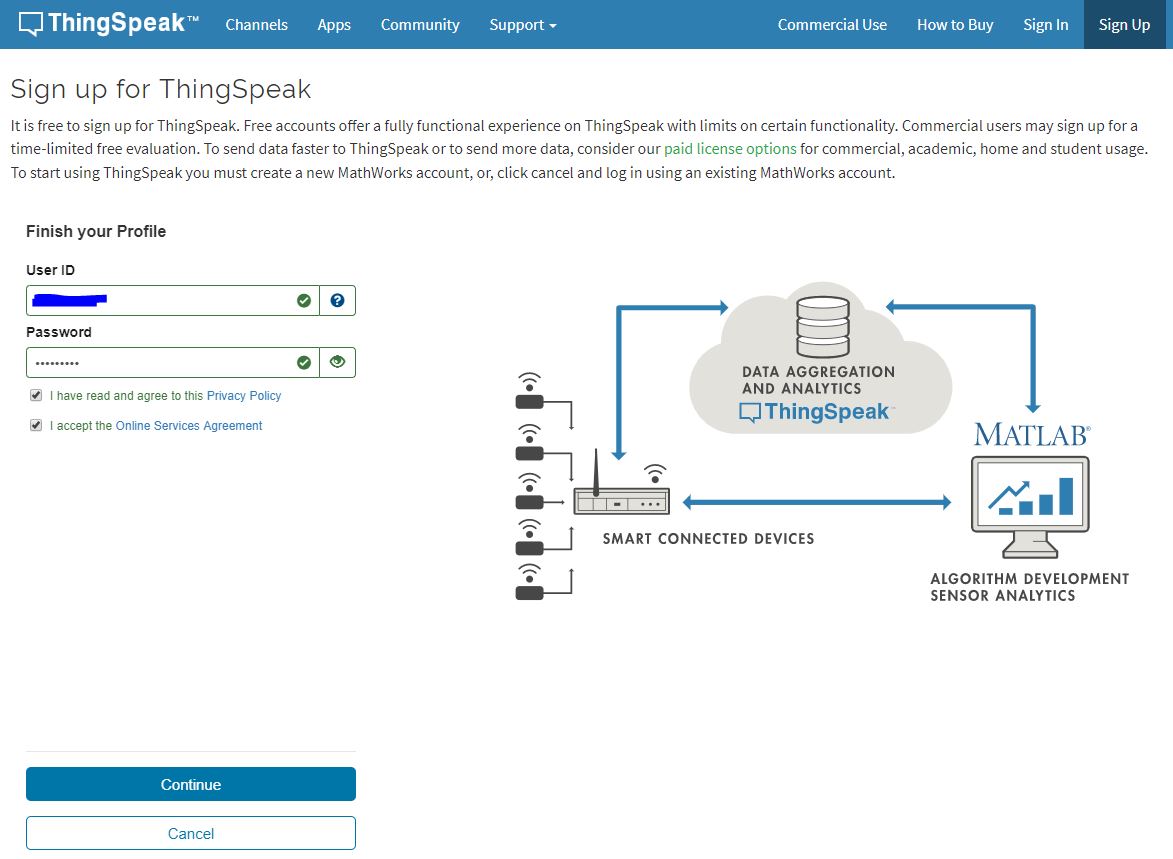 ThingSpeak™ Channels Apps Community Support Commercial Use How to Buy Sign In Sign Up
Sign up for ThingSpeak
It is free to sign up for ThingSpeak. Free accounts offer a fully functional experience on ThingSpeak with limits on certain functionality. Commercial users may sign up for a
time-limited free evaluation. To send data faster to ThingSpeak or to send more data, consider our paid license options for commercial, academic, home and student usage.
To start using ThingSpeak you must create a new MathWorks account, or, click cancel and log in using an existing MathWorks account.
Finish your Profile
User ID
Password
•••••••••
I have read and agree to this Privacy Policy
I accept the Online Services Agreement
DATA AGGREGATION
AND ANALYTICS
ThingSpeak™
MATLAB®
SMART CONNECTED DEVICES
ALGORITHM DEVELOPMENT
SENSOR ANALYTICS
Continue
Cancel